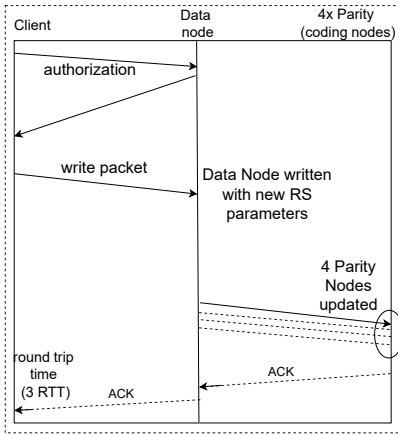 Client
Data
node
4x Parity
(coding nodes)
authorization
write packet
Data Node written
with new RS
parameters
4 Parity
Nodes
updated
round trip
time
(3 RTT)
ACK
ACK